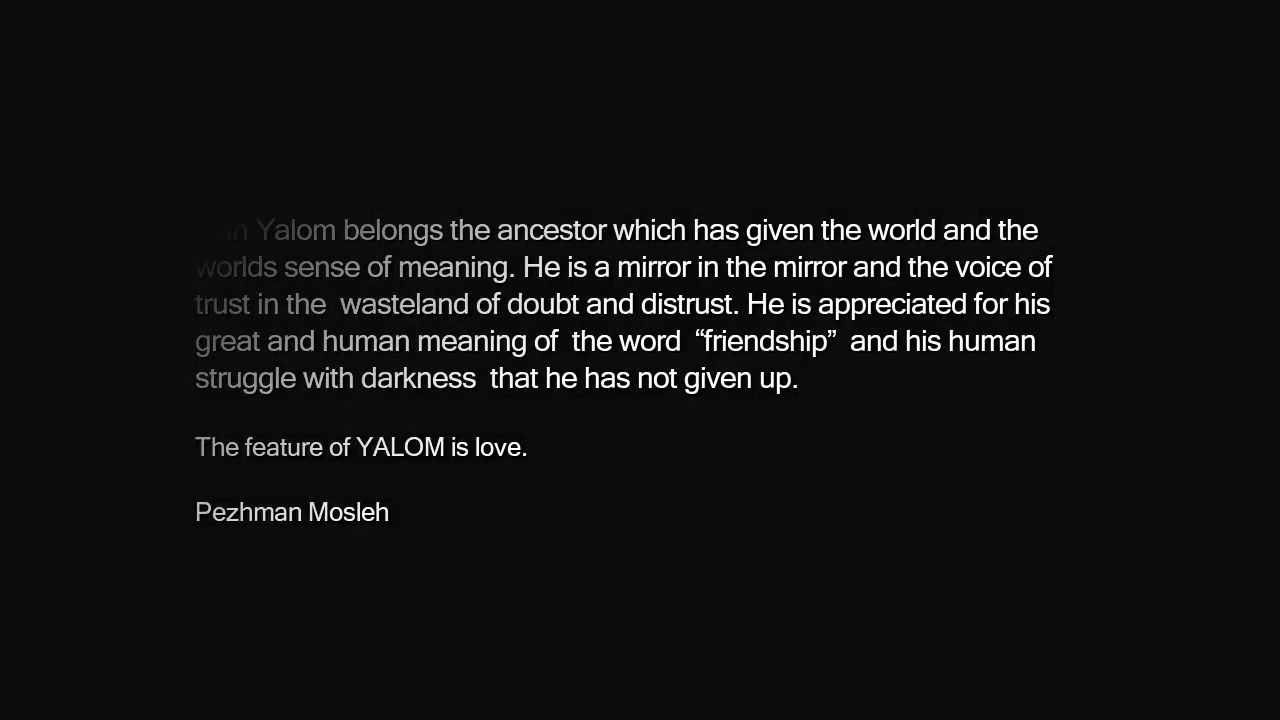 Yalom belongs the ancestor which has given the world and the
worlds sense of meaning. He is a mirror in the mirror and the voice of
trust in the wasteland of doubt and distrust. He is appreciated for his
great and human meaning of the word “friendship” and his human
struggle with darkness that he has not given up.
The feature of YALOM is love.
Pezhman Mosleh